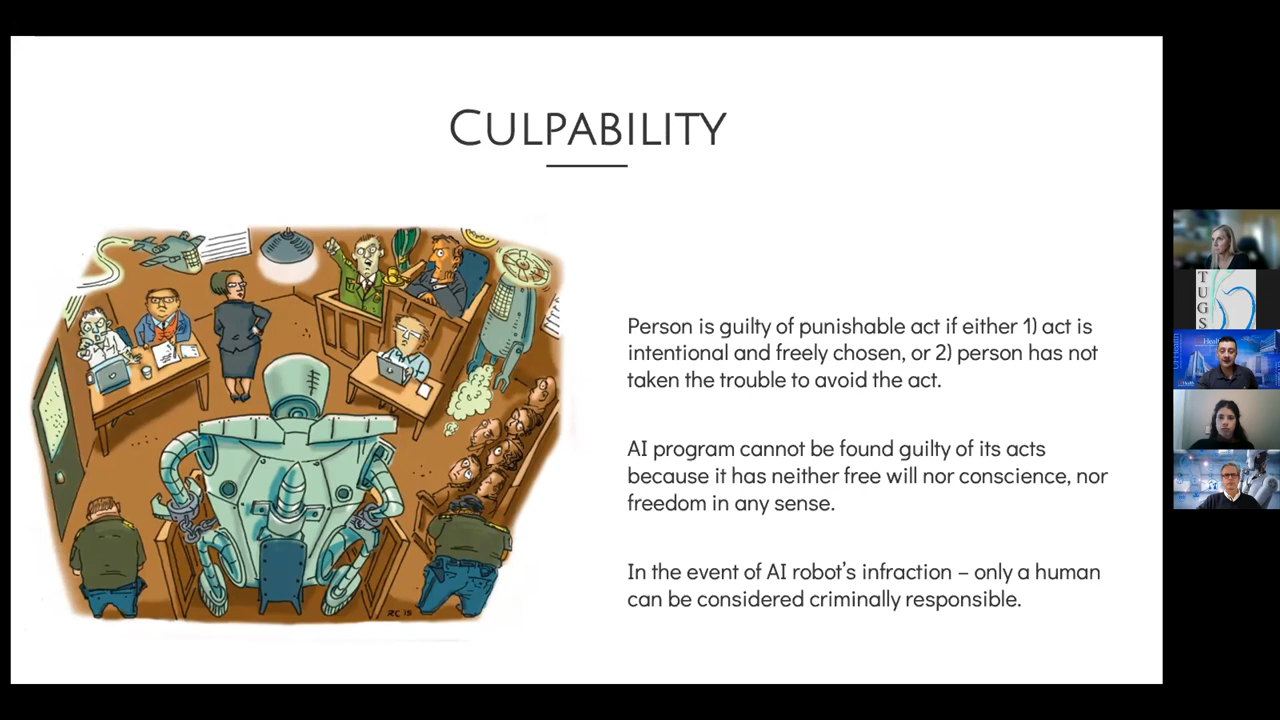 CULPABILITY
Person is guilty of punishable act if either 1) act is
intentional and freely chosen, or 2) person has not
taken the trouble to avoid the act.
AI program cannot be found guilty of its acts
because it has neither free will nor conscience, nor
freedom in any sense.
In the event of AI robot's infraction – only a human
can be considered criminally responsible.
RC 15
TUGS